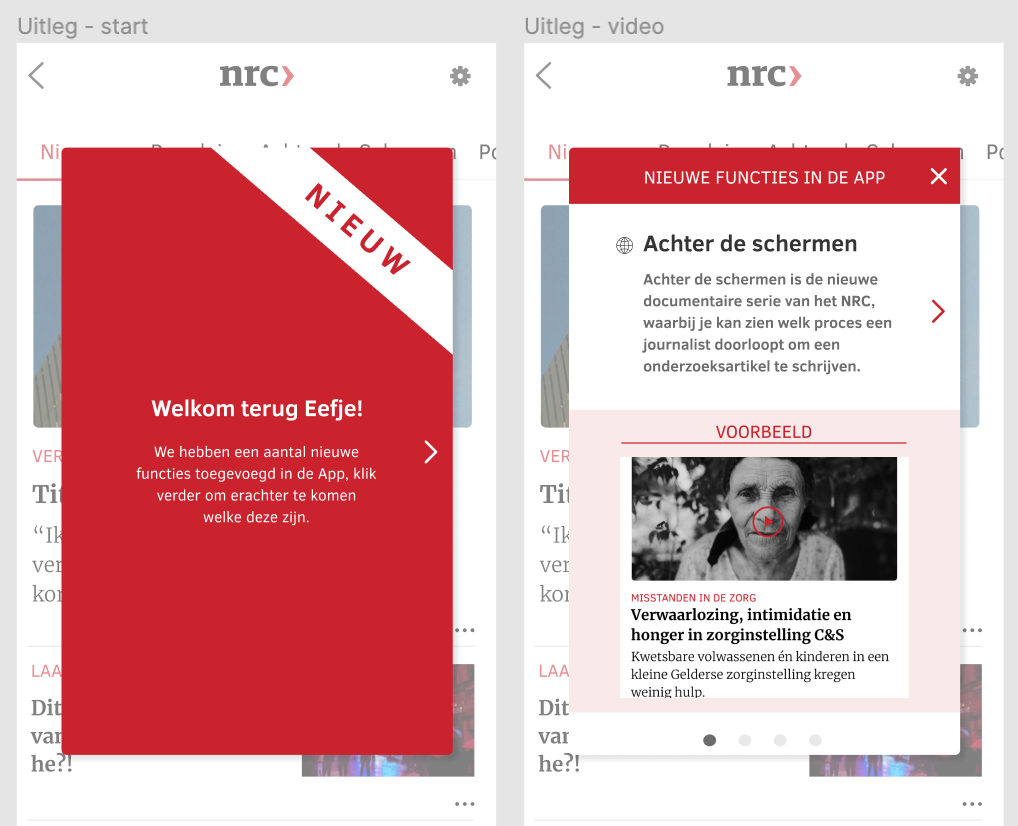 Uitleg - start
nrc
NIEUW
Welkom terug Eefje!
We hebben een aantal nieuwe
functies toegevoegd in de App, klik
verder om erachter te komen
welke deze zijn.
Ni
Po
VER
Tit
“Ik
ver
kor
LAA
Dit
van
he?!
Uitleg - video
nrc
NIEUWE FUNCTIES IN DE APP
Achter de schermen
Achter de schermen is de nieuwe
documentaire serie van het NRC,
waarbij je kan zien welk proces een
journalist doorloopt om een
onderzoeksartikel te schrijven.
VOORBEELD
MISSTANDEN IN DE ZORG
Verwaarlozing, intimidatie en
honger in zorginstelling C&S
Kwetsbare volwassenen én kinderen in een
kleine Gelderse zorginstelling kregen
weinig hulp.
Ni
Po
VER
Tit
“Ik
ver
kor
LAA
Dit
van
he?!